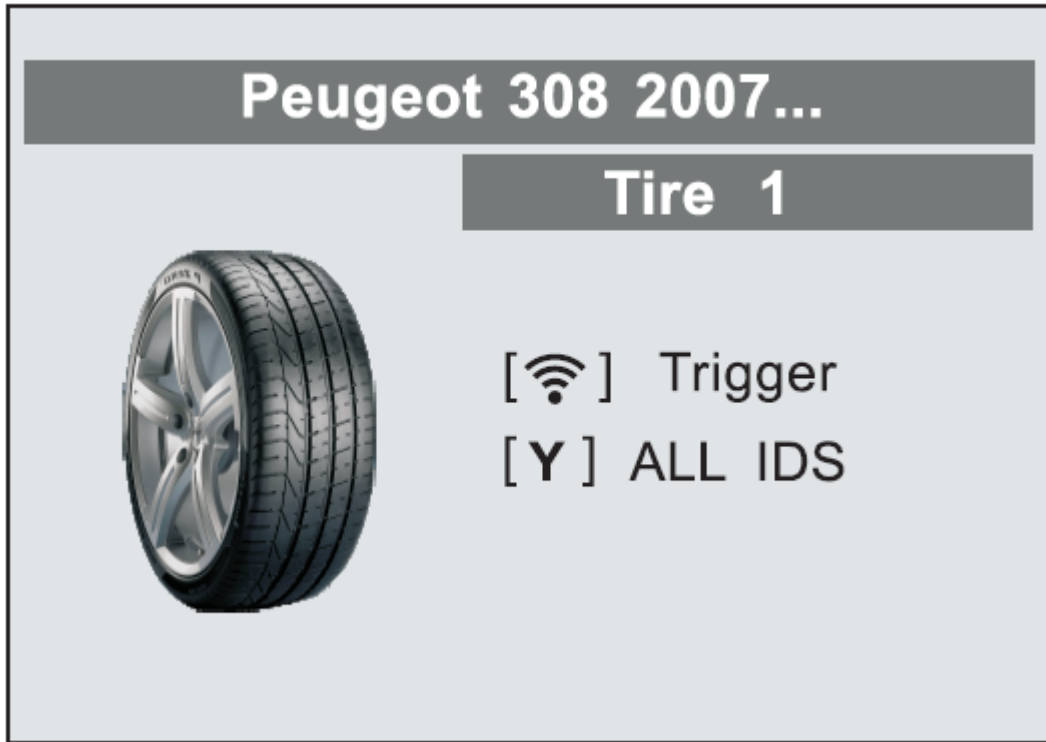 Peugeot 308 2007...
Tire 1
[ ] Trigger
[ Y ] ALL IDS